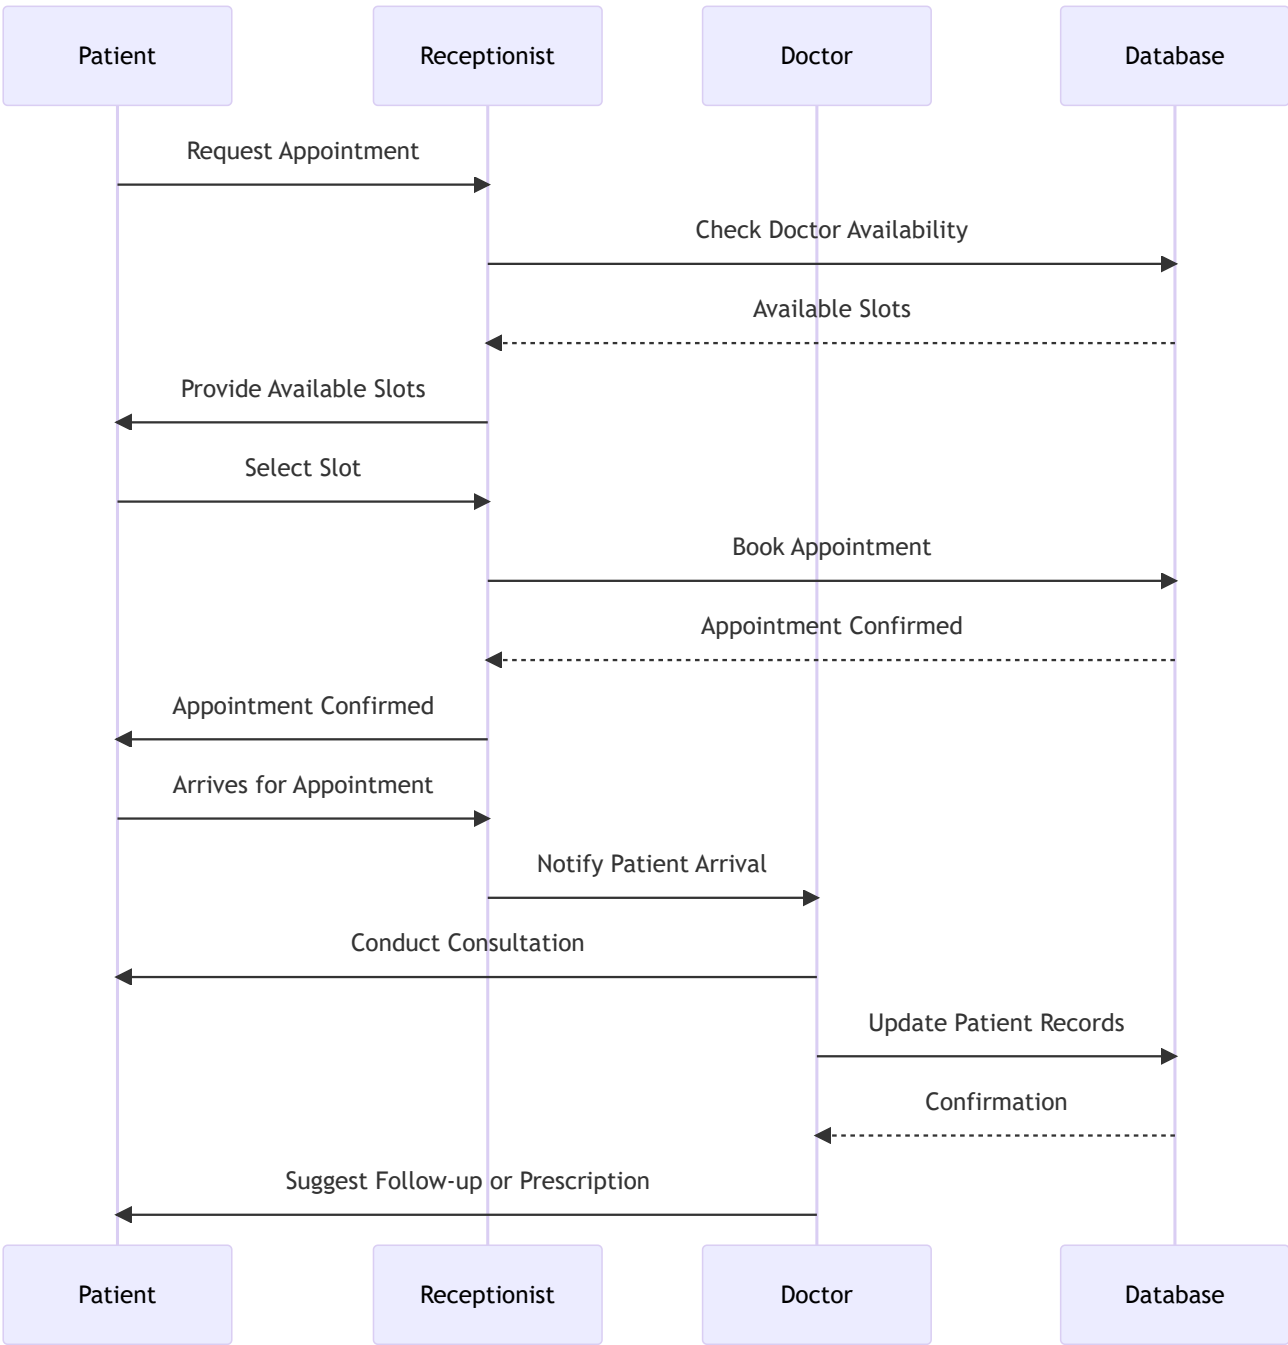 Patient
Receptionist
Doctor
Database
Request Appointment
Check Doctor Availability
Available Slots
Provide Available Slots
Select Slot
Book Appointment
Appointment Confirmed
Appointment Confirmed
Arrives for Appointment
Notify Patient Arrival
Conduct Consultation
Update Patient Records
Confirmation
Suggest Follow-up or Prescription
Patient
Receptionist
Doctor
Database